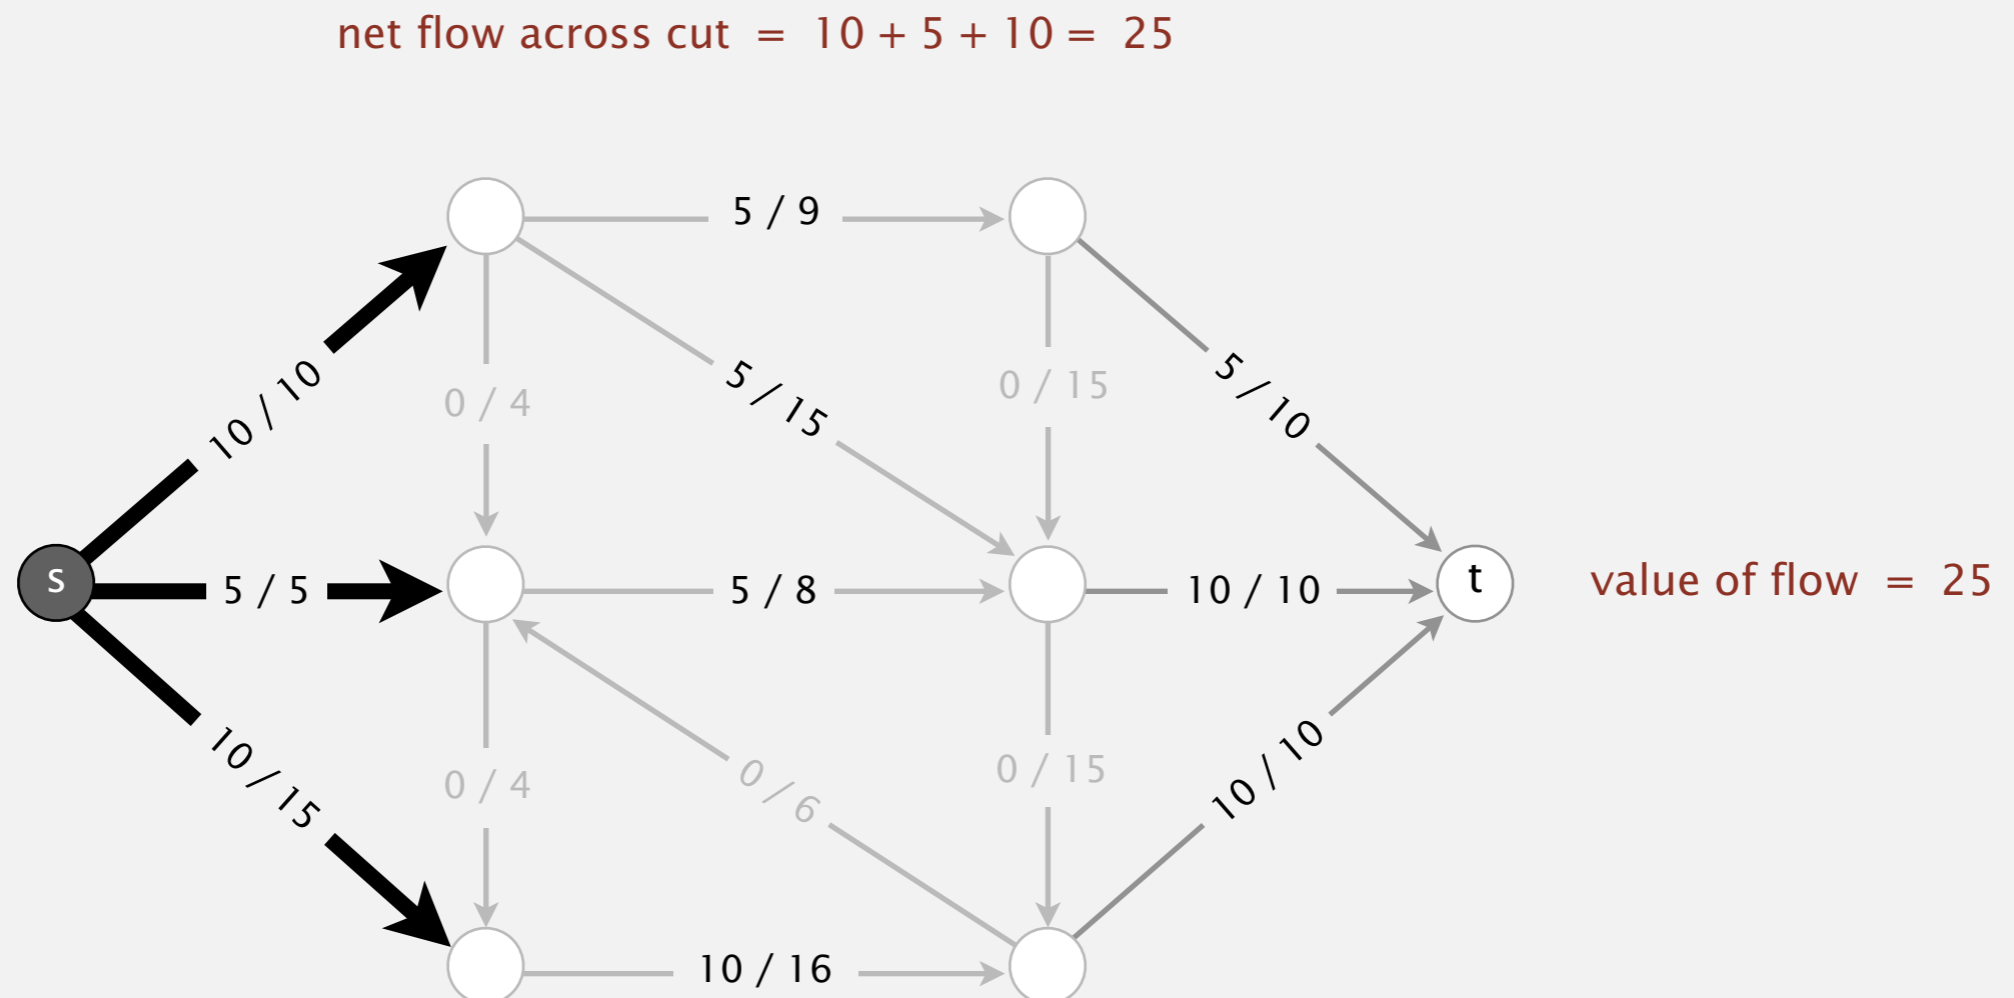 net flow across cut = 10 + 5 + 10 = 25
5 / 9
10 / 10
0 / 4
5 / 15
0 / 15
5 / 10
s
5 / 5
5 / 8
10 / 10
t
value of flow = 25
10 / 15
0 / 4
0 / 6
0 / 15
10 / 10
10 / 16